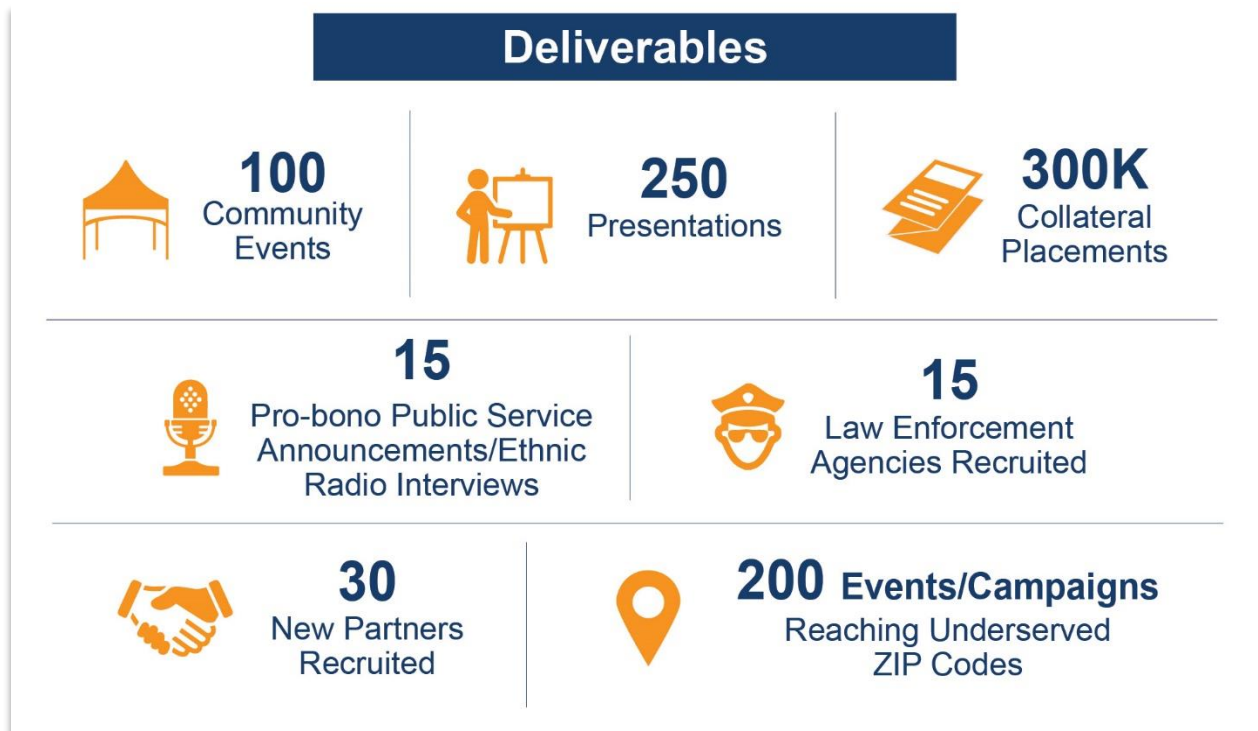 Deliverables
100
Community
Events
250
Presentations
300K
Collateral
Placements
15
Pro-bono Public Service
Announcements/Ethnic
Radio Interviews
15
Law Enforcement
Agencies Recruited
30
New Partners
Recruited
200 Events/Campaigns
Reaching Underserved
ZIP Codes